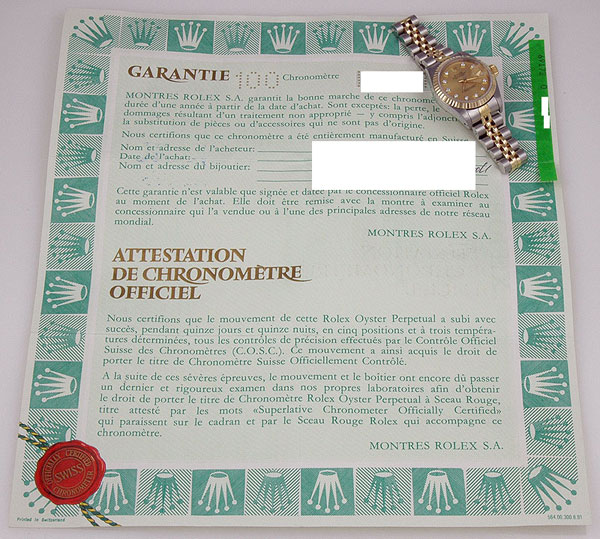 GARANTIE 100 Chronomètre
MONTRES ROLEX S.A. garantit la bonne marche de ce chronomè
durée d'une année à partir de la date d'achat. Sont exceptés: la perte, le
dommages résultant d'un traitement non approprié – y compris l'adjonct
la substitution de pièces ou d'accessoires qui ne sont pas d'origine.
Nous certifions que ce chronomètre a été entièrement manufacturé en Suisse
Nom et adresse de l'acheteur:
Date de l'achat:
Nom et adresse du bijoutier:
Cette garantie n'est valable que signée et datée par le concessionnaire officiel Rolex
au moment de l'achat. Elle doit être remise avec la montre à examiner au
concessionnaire qui l'a vendue ou à l'une des principales adresses de notre réseau
mondial.
MONTRES ROLEX S.A.
ATTESTATION
DE CHRONOMÈTRE
OFFICIEL
Nous certifions que le mouvement de cette Rolex Oyster Perpetual a subi avec
succès, pendant quinze jours et quinze nuits, en cinq positions et à trois tempéra-
tures déterminées, tous les contrôles de précision effectués par le Contrôle Officiel
Suisse des Chronomètres (C.O.S.C.). Ce mouvement a ainsi acquis le droit de
porter le titre de Chronomètre Suisse Officiellement Contrôlé.
A la suite de ces sévères épreuves, le mouvement et le boitier ont encore dû passer
un dernier et rigoureux examen dans nos propres laboratoires afin d'obtenir
le droit de porter le titre de Chronomètre Rolex Oyster Perpetual à Sceau Rouge,
titre attesté par les mots «Superlative Chronometer Officially Certified»
qui paraissent sur le cadran et par le Sceau Rouge Rolex qui accompagne ce
chronomètre.
MONTRES ROLEX S.A.
OFFICIALLY CERTIFIED
SWISS
CHRONOMETER
Printed in Switzerland
564.00.300.6.91